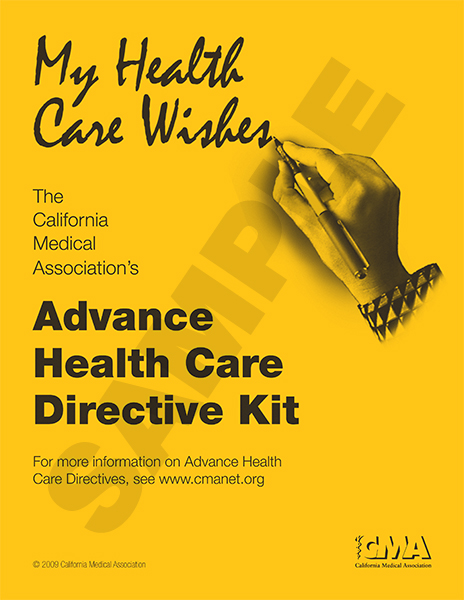 My Health
Care Wishes
SAMPLE
The
California
Medical
Association's
Advance
Health Care
Directive Kit
For more information on Advance Health
Care Directives, see www.cmanet.org
© 2009 California Medical Association
CMA
California Medical Association